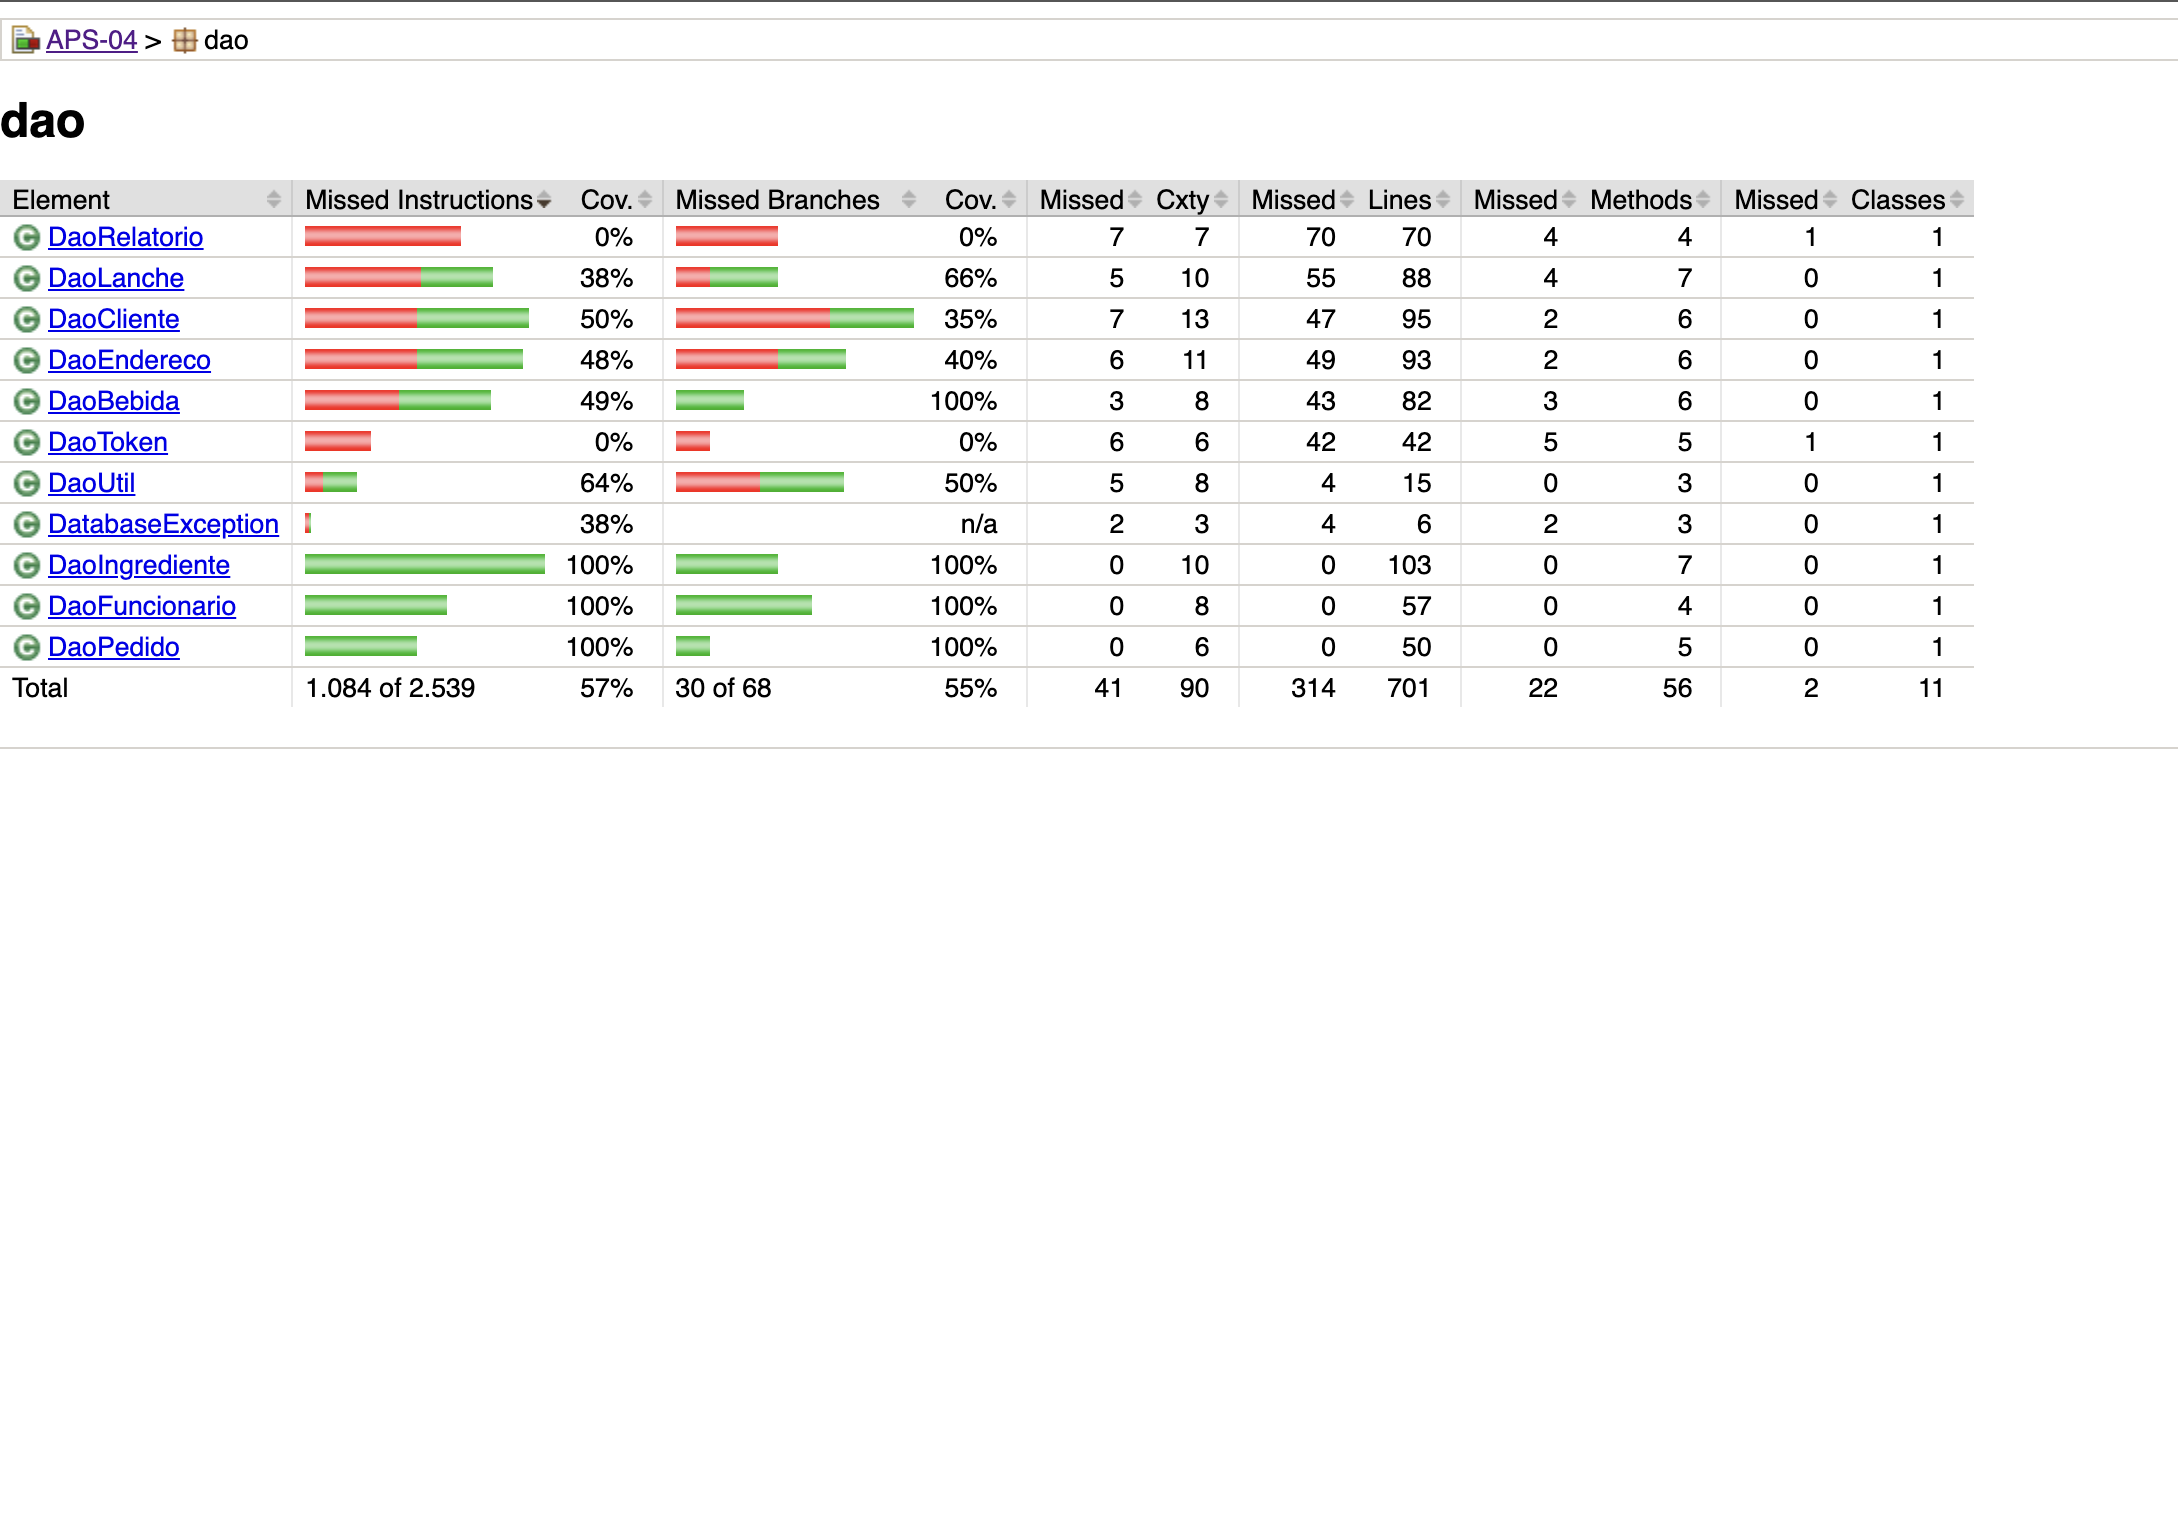 APS-04 > dao
dao
Element Missed Instructions Cov. Missed Branches Cov. Missed Cxty Missed Lines Missed Methods Missed Classes
DaoRelatorio 0% 0% 7 7 70 70 4 4 1 1
DaoLanche 38% 66% 5 10 55 88 4 7 0 1
DaoCliente 50% 35% 7 13 47 95 2 6 0 1
DaoEndereco 48% 40% 6 11 49 93 2 6 0 1
DaoBebida 49% 100% 3 8 43 82 3 6 0 1
DaoToken 0% 0% 6 6 42 42 5 5 1 1
DaoUtil 64% 50% 5 8 4 15 0 3 0 1
DatabaseException 38% n/a 2 3 4 6 2 3 0 1
DaoIngrediente 100% 100% 0 10 0 103 0 7 0 1
DaoFuncionario 100% 100% 0 8 0 57 0 4 0 1
DaoPedido 100% 100% 0 6 0 50 0 5 0 1
Total 1.084 of 2.539 57% 30 of 68 55% 41 90 314 701 22 56 2 11